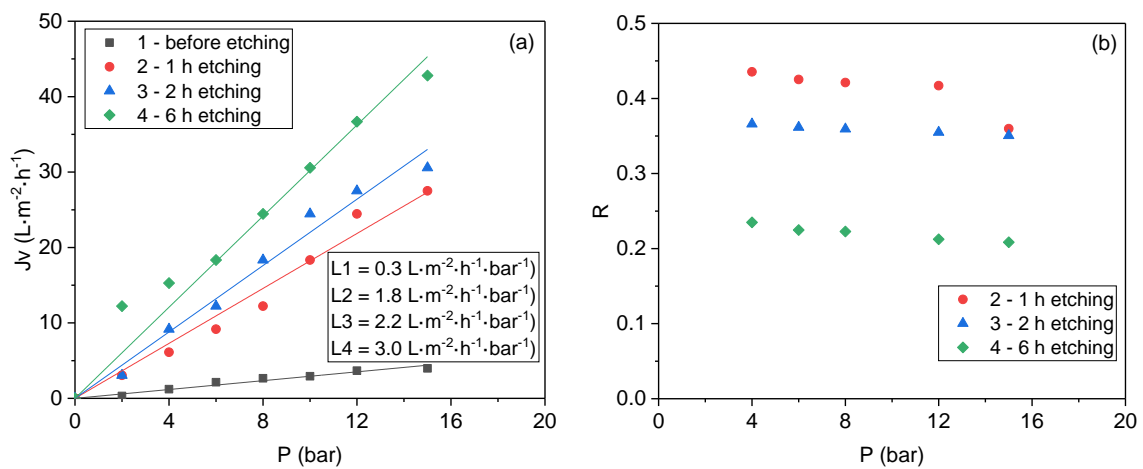 (a)
1 - before etching
2 - 1 h etching
3 - 2 h etching
4 - 6 h etching
50
40
30
20
10
0
Jv (L·m⁻²·h⁻¹)
L1 = 0.3 L·m⁻²·h⁻¹·bar⁻¹)
L2 = 1.8 L·m⁻²·h⁻¹·bar⁻¹)
L3 = 2.2 L·m⁻²·h⁻¹·bar⁻¹)
L4 = 3.0 L·m⁻²·h⁻¹·bar⁻¹)
0 4 8 12 16 20
P (bar)
(b)
0.5
0.4
0.3
0.2
0.1
0.0
R
2 - 1 h etching
3 - 2 h etching
4 - 6 h etching
0 4 8 12 16 20
P (bar)